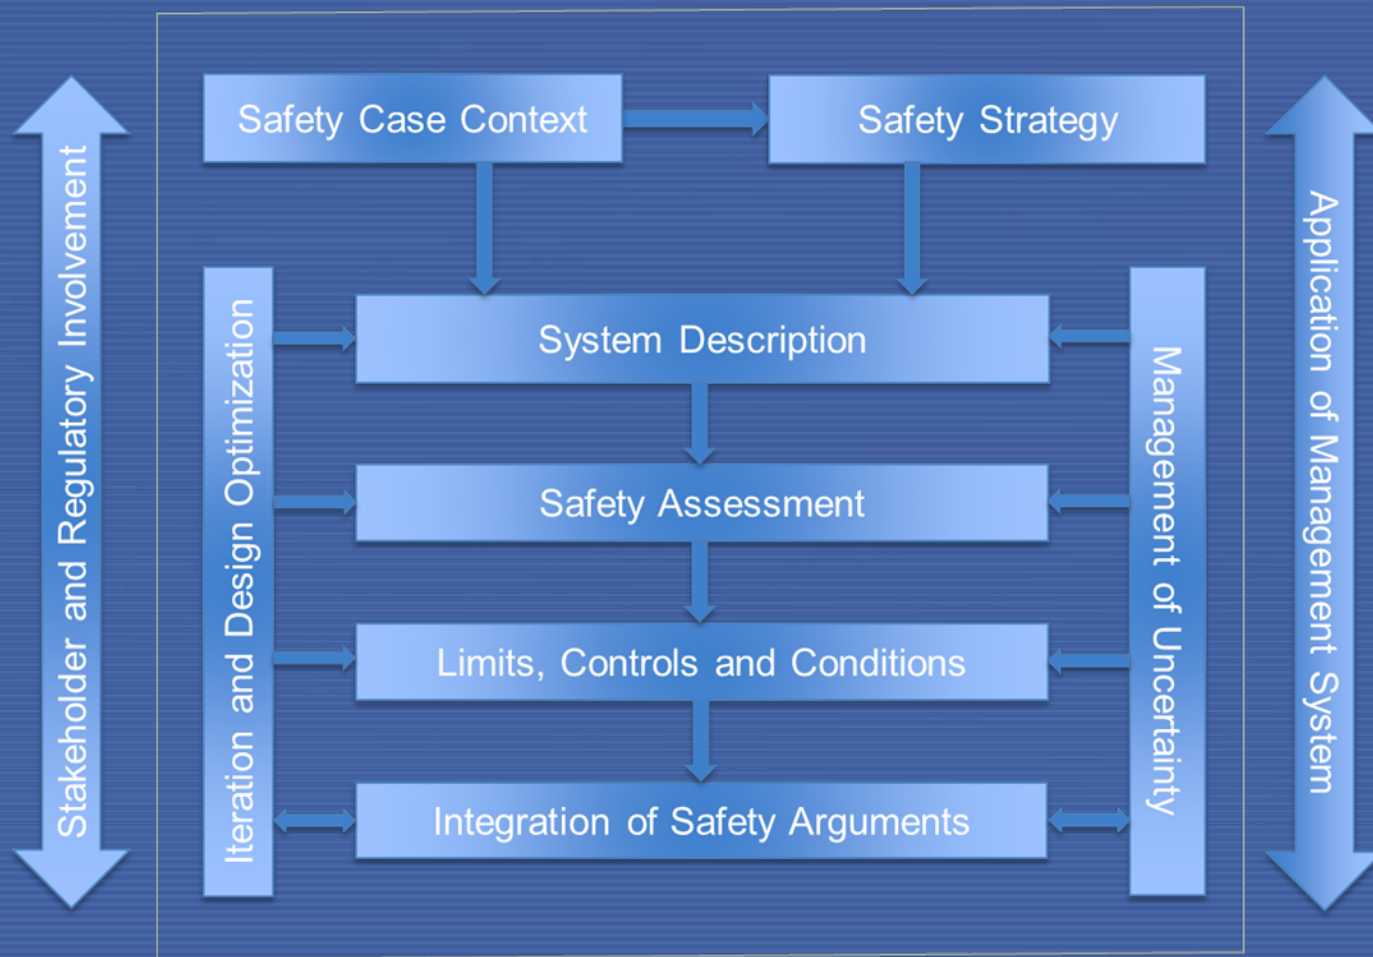 Safety Case Context
Safety Strategy
Stakeholder and Regulatory Involvement
Iteration and Design Optimization
System Description
Safety Assessment
Limits, Controls and Conditions
Integration of Safety Arguments
Management of Uncertainty
Application of Management System